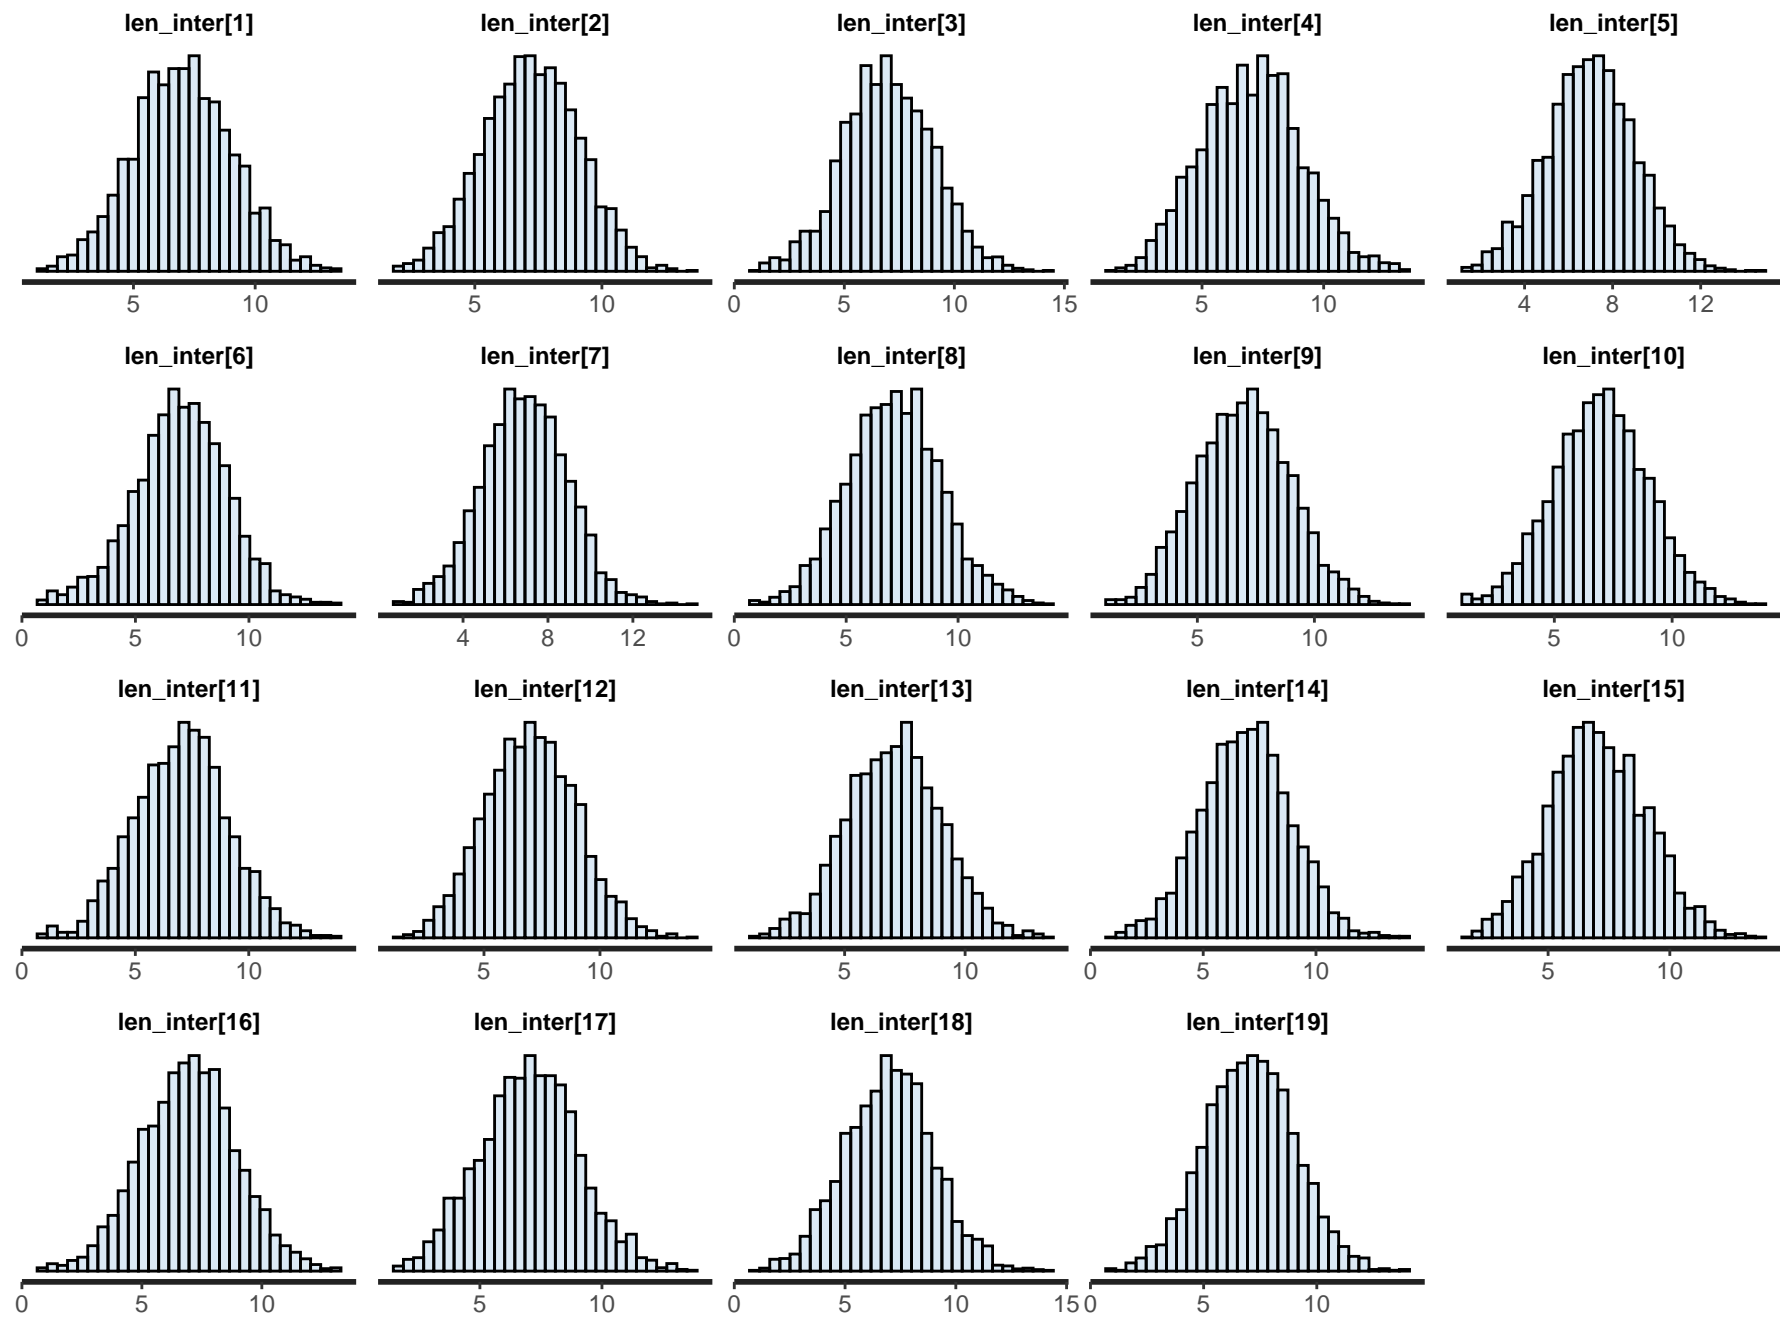 len_inter[1] len_inter[2] len_inter[3] len_inter[4] len_inter[5]
5 10 5 10 0 5 10 15 5 10 4 8 12
len_inter[6] len_inter[7] len_inter[8] len_inter[9] len_inter[10]
0 5 10 4 8 12 0 5 10 5 10 5 10
len_inter[11] len_inter[12] len_inter[13] len_inter[14] len_inter[15]
0 5 10 5 10 5 10 0 5 10 5 10
len_inter[16] len_inter[17] len_inter[18] len_inter[19]
0 5 10 5 10 0 5 10 15 0 5 10